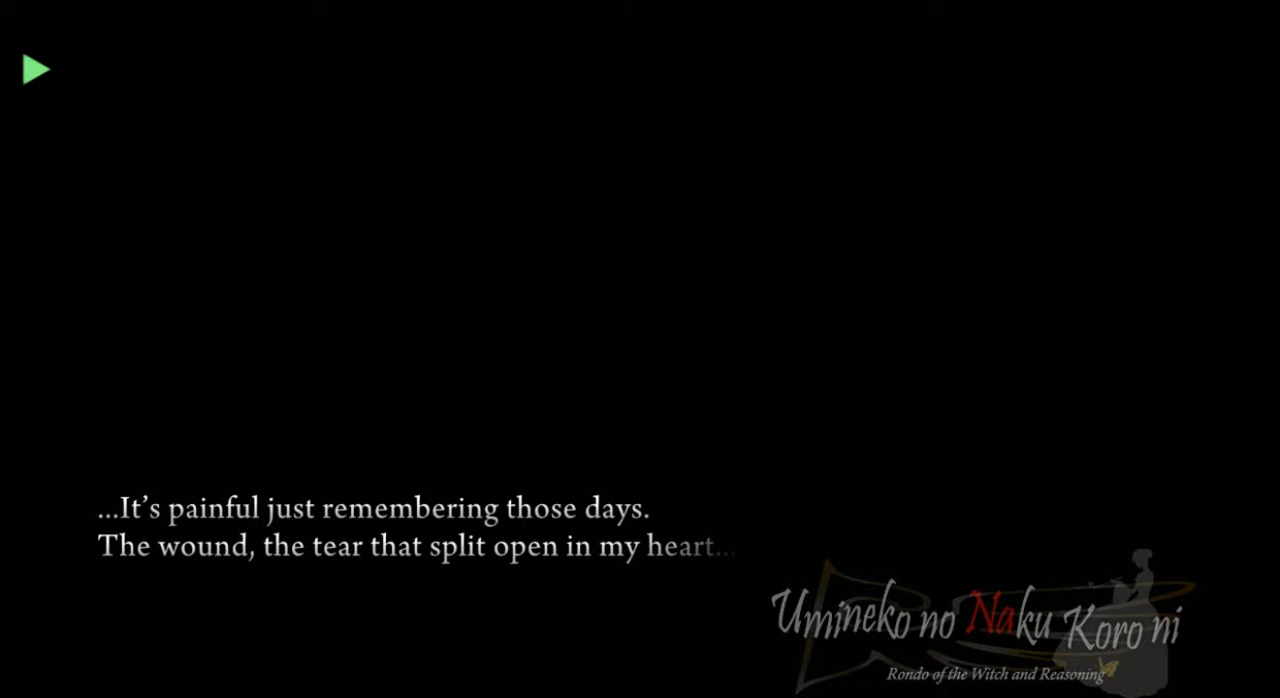 ...It's painful just remembering those days.
The wound, the tear that split open in my heart...
Umineko no Naku Koro ni
Rondo of the Witch and Reasoning